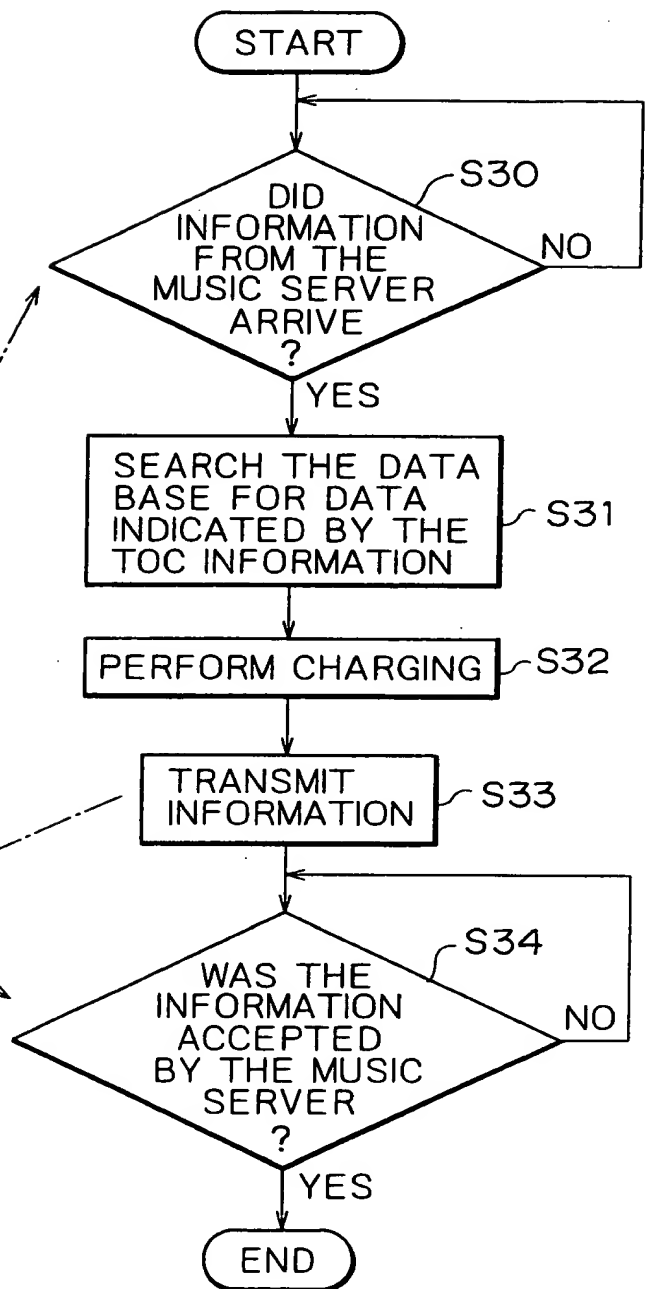 START
S30
DID
INFORMATION
FROM THE
MUSIC SERVER
ARRIVE
?
NO
YES
SEARCH THE DATA
BASE FOR DATA
INDICATED BY THE
TOC INFORMATION
S31
PERFORM CHARGING
S32
TRANSMIT
INFORMATION
S33
S34
WAS THE
INFORMATION
ACCEPTED
BY THE MUSIC
SERVER
?
NO
YES
END